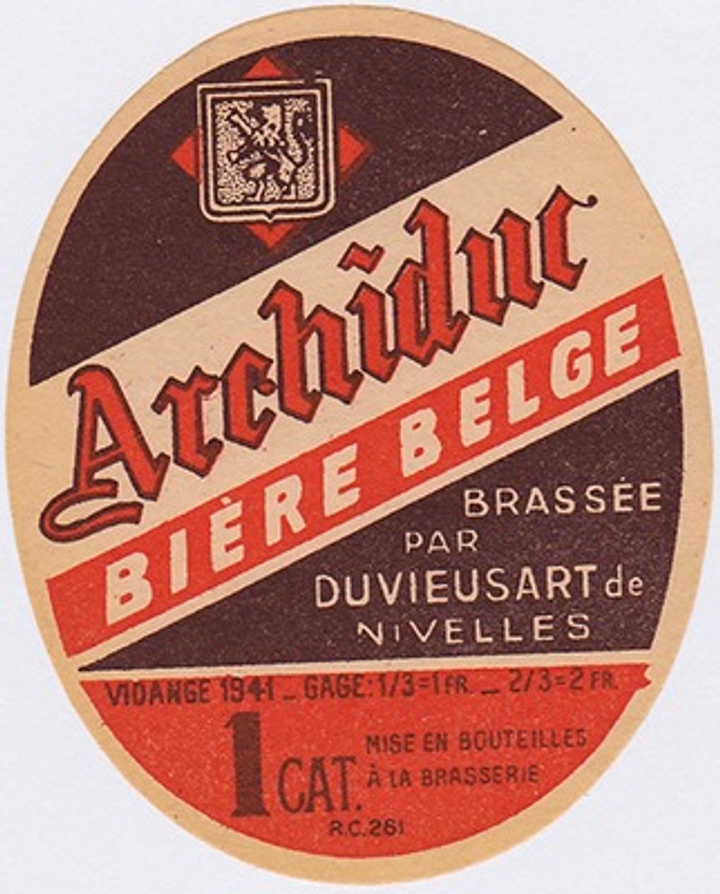 Archiduc
BIÈRE BELGE
BRASSÉE
PAR
DUVIEUSART de
NIVELLES
VIDANGE 1941 _ GAGE: 1/3=1 FR. _ 2/3=2 FR.
1 CAT.
MISE EN BOUTEILLES
À LA BRASSERIE
R.C.261